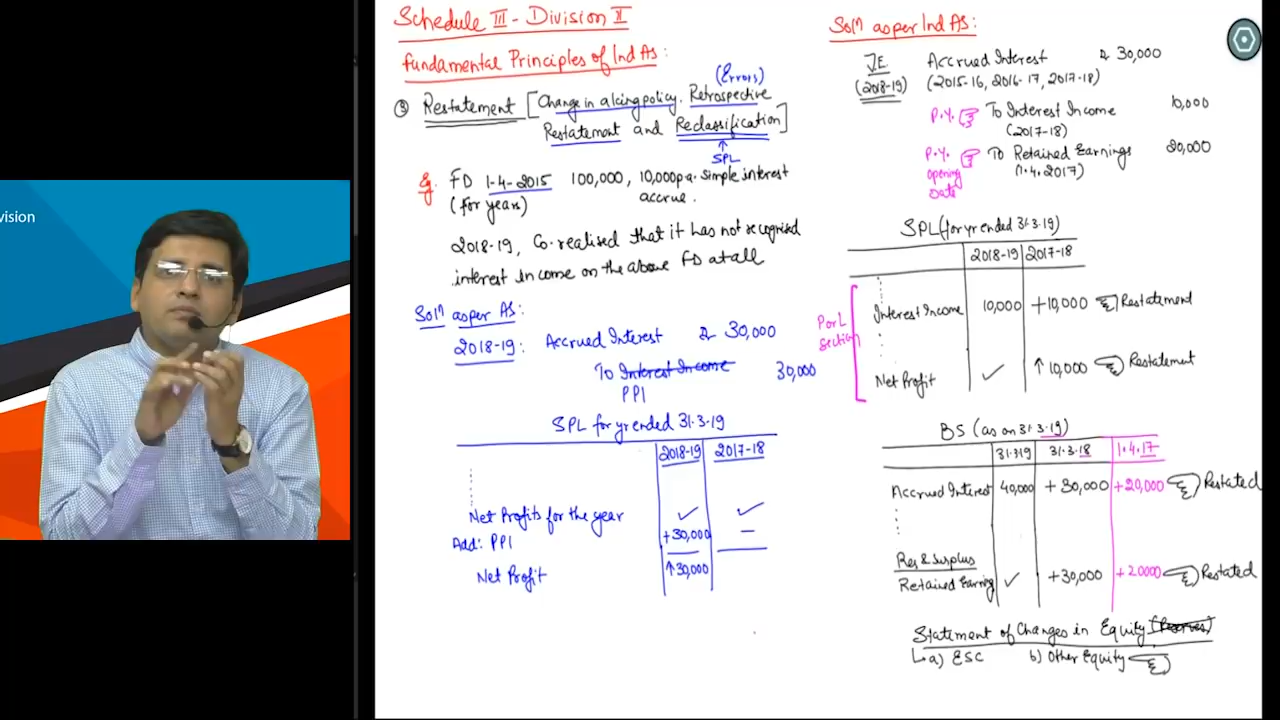 vision
Schedule III - Division II
Fundamental Principles of Ind As:
(Errors)
③ Restatement [Change in a/cing policy. Retrospective
Restatement and Reclassification]
SPL
Eg. FD 1-4-2015 100,000, 10,000 p.a. simple interest
(for years) accrue.
2018-19, Co. realised that it has not recognised
interest income on the above FD at all
Soln as per AS:
2018-19: Accrued Interest Dr 30,000
To Interest Income 30,000
PPI
SPL for yr ended 31.3.19
2018-19 2017-18
Net Profits for the year ✓ ✓
Add: PPI +30,000 —
Net Profit ↑30,000
Soln as per Ind AS:
J.E. Accrued Interest Dr 30,000
(2018-19) (2015-16, 2016-17, 2017-18)
P.Y. To Interest Income 10,000
(2017-18)
P.Y. To Retained Earnings 20,000
opening (1.4.2017)
Date
SPL (for yr ended 31.3.19)
2018-19 2017-18
P or L
section
Interest Income 10,000 +10,000 Restatement
Net Profit ✓ ↑10,000 Restatement
BS (as on 31.3.19)
31.3.19 31.3.18 1.4.17
Accrued Interest 40,000 +30,000 +20,000 Restated
Res & Surplus
Retained Earning ✓ +30,000 +20000 Restated
Statement of Changes in Equity (Reserves)
a) ESC b) Other Equity